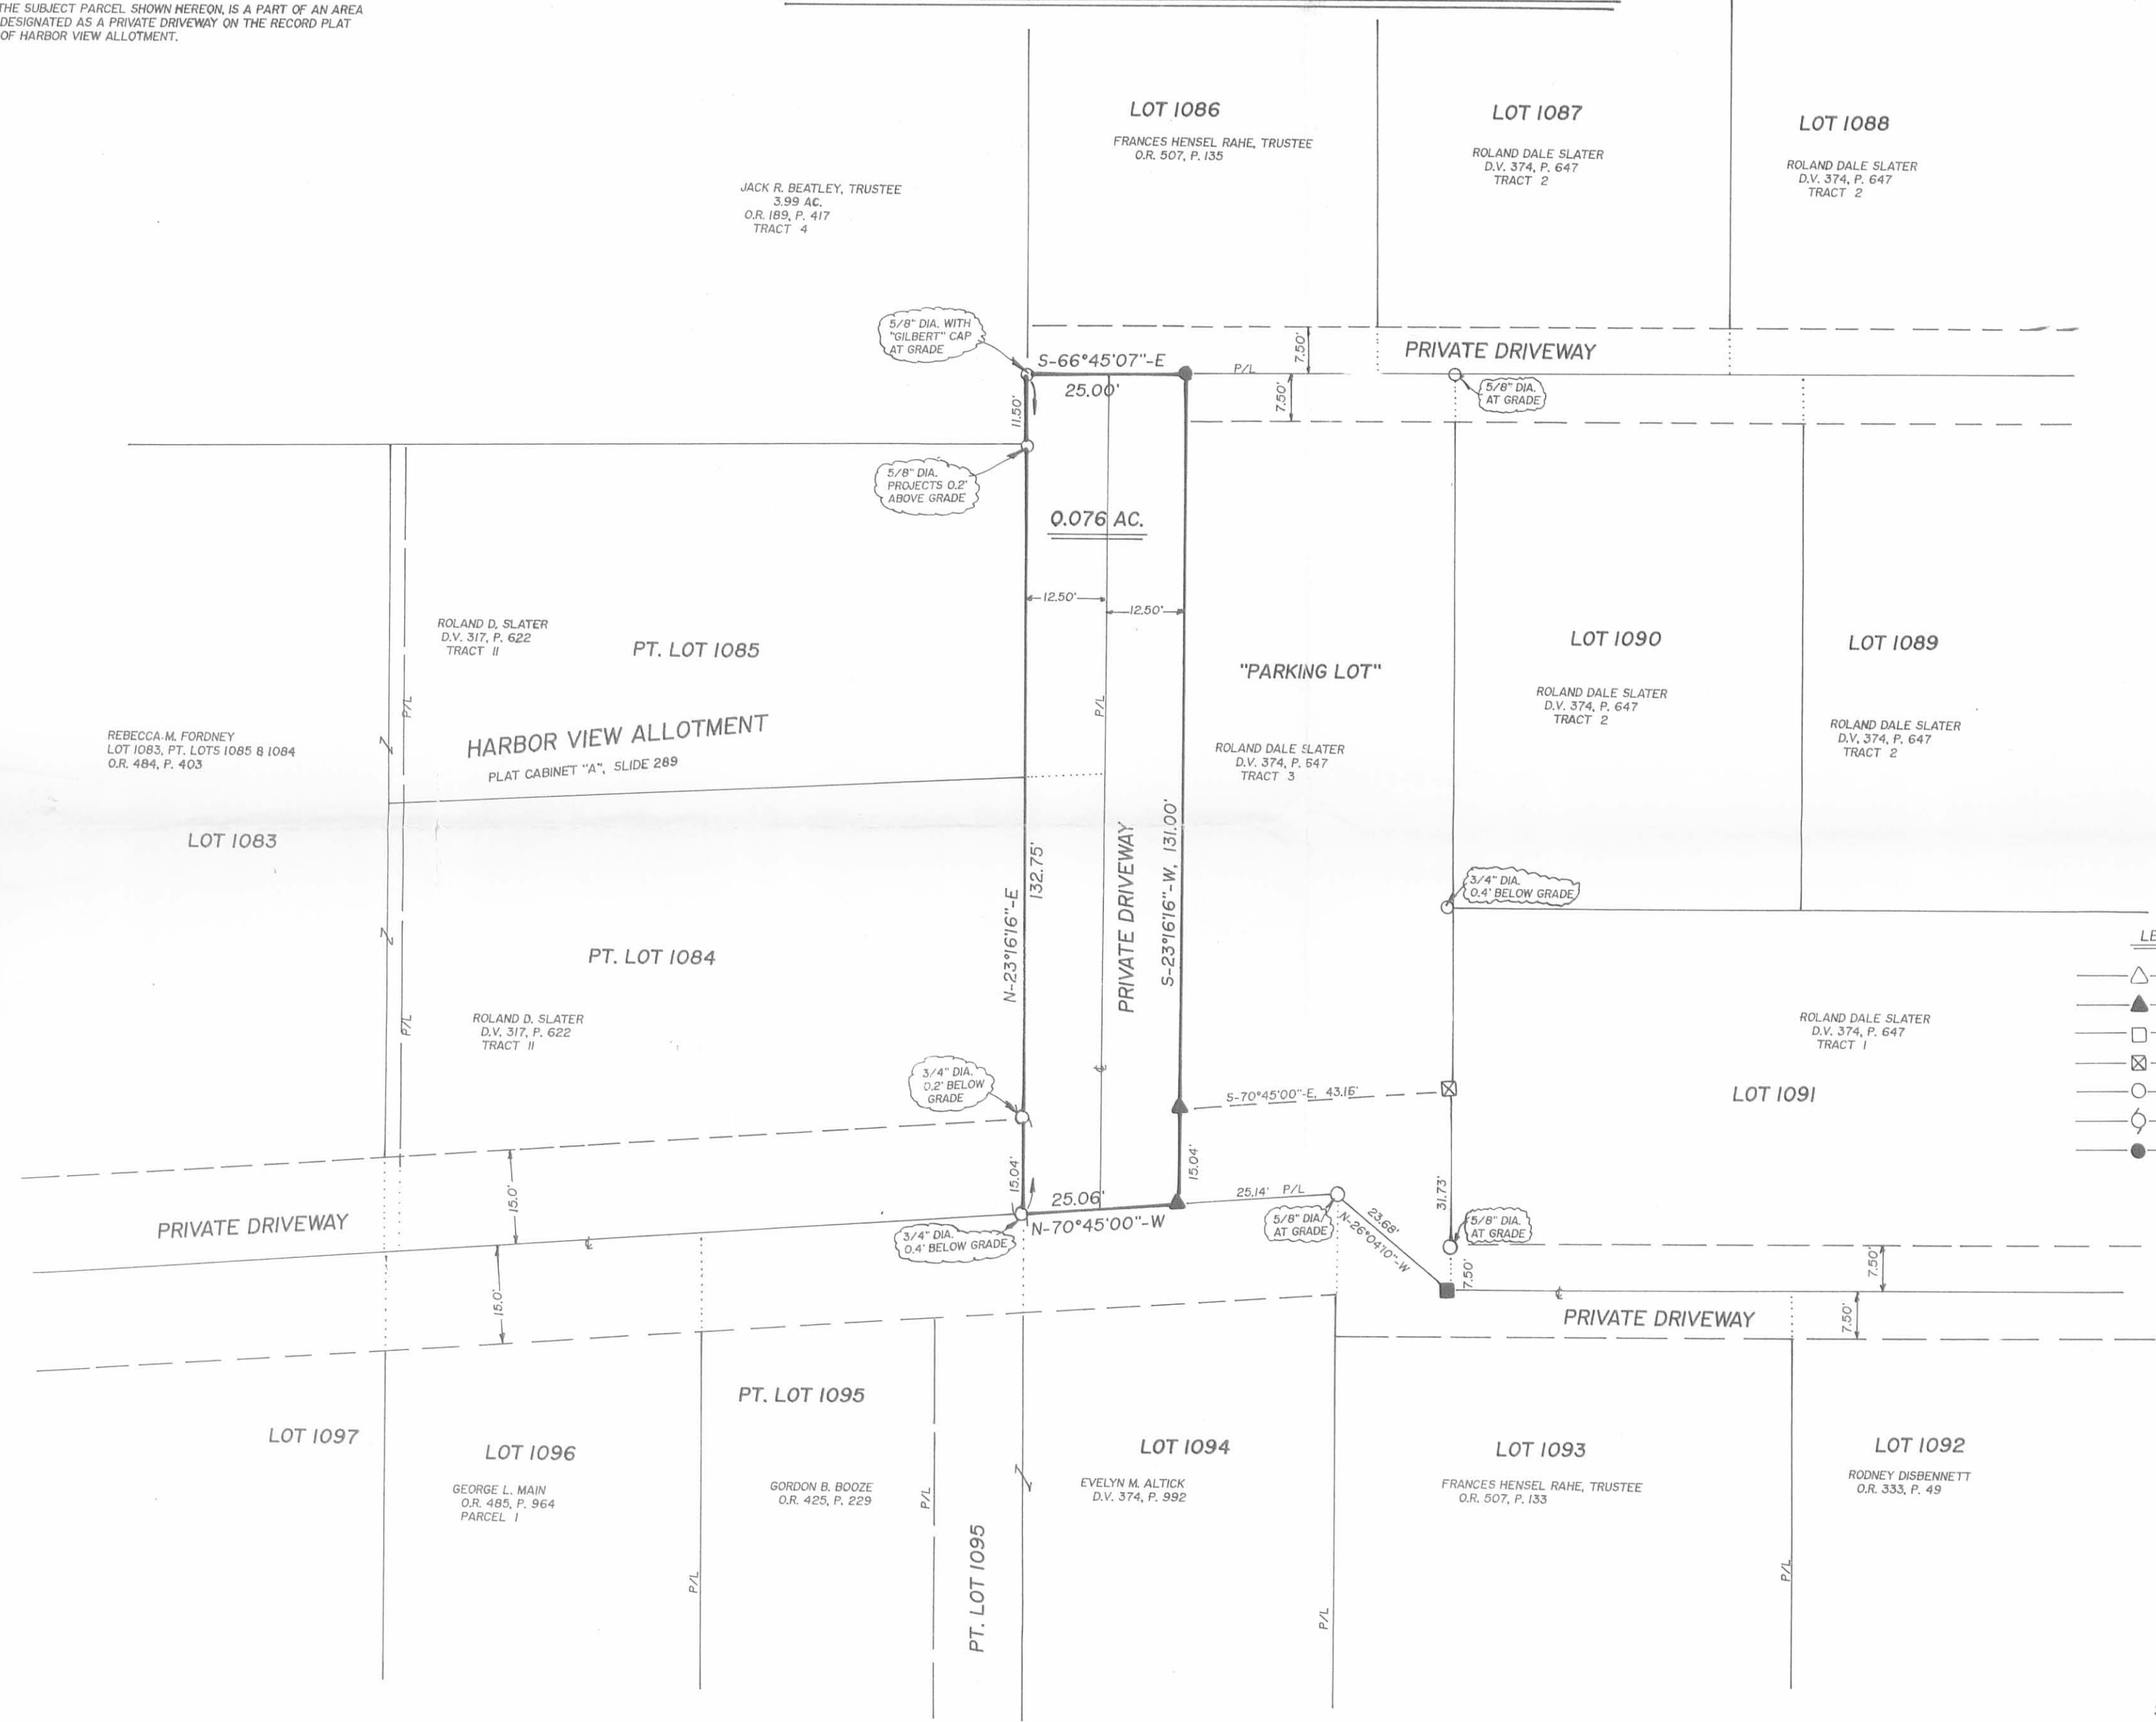 THE SUBJECT PARCEL SHOWN HEREON, IS A PART OF AN AREA
DESIGNATED AS A PRIVATE DRIVEWAY ON THE RECORD PLAT
OF HARBOR VIEW ALLOTMENT.
LOT 1086
FRANCES HENSEL RAHE, TRUSTEE
O.R. 507, P. 135
LOT 1087
ROLAND DALE SLATER
D.V. 374, P. 647
TRACT 2
LOT 1088
ROLAND DALE SLATER
D.V. 374, P. 647
TRACT 2
JACK R. BEATLEY, TRUSTEE
3.99 AC.
O.R. 189, P. 417
TRACT 4
5/8" DIA. WITH
"GILBERT" CAP
AT GRADE
S-66°45'07"-E
25.00'
P/L
7.50'
7.50'
PRIVATE DRIVEWAY
5/8" DIA.
AT GRADE
11.50'
5/8" DIA.
PROJECTS 0.2'
ABOVE GRADE
0.076 AC.
12.50'
12.50'
ROLAND D. SLATER
D.V. 317, P. 622
TRACT 11
PT. LOT 1085
P/L
P/L
"PARKING LOT"
ROLAND DALE SLATER
D.V. 374, P. 647
TRACT 3
LOT 1090
ROLAND DALE SLATER
D.V. 374, P. 647
TRACT 2
LOT 1089
ROLAND DALE SLATER
D.V. 374, P. 647
TRACT 2
REBECCA M. FORDNEY
LOT 1083, PT. LOTS 1085 & 1084
O.R. 484, P. 403
HARBOR VIEW ALLOTMENT
PLAT CABINET "A", SLIDE 289
LOT 1083
N-23°16'16"-E
132.75'
PRIVATE DRIVEWAY
S-23°16'16"-W, 131.00'
3/4" DIA.
0.4' BELOW GRADE
LE
PT. LOT 1084
ROLAND D. SLATER
D.V. 317, P. 622
TRACT 11
P/L
ROLAND DALE SLATER
D.V. 374, P. 647
TRACT 1
LOT 1091
3/4" DIA.
0.2' BELOW
GRADE
S-70°45'00"-E, 43.16'
15.04'
15.04'
25.06'
N-70°45'00"-W
3/4" DIA.
0.4' BELOW GRADE
25.14' P/L
5/8" DIA.
AT GRADE
23.68'
N-26°04'10"-W
31.73'
5/8" DIA.
AT GRADE
7.50'
7.50'
7.50'
PRIVATE DRIVEWAY
15.0'
15.0'
PRIVATE DRIVEWAY
LOT 1097
LOT 1096
GEORGE L. MAIN
O.R. 485, P. 964
PARCEL 1
P/L
PT. LOT 1095
GORDON B. BOOZE
O.R. 425, P. 229
P/L
PT. LOT 1095
LOT 1094
EVELYN M. ALTICK
D.V. 374, P. 992
P/L
LOT 1093
FRANCES HENSEL RAHE, TRUSTEE
O.R. 507, P. 133
P/L
LOT 1092
RODNEY DISBENNETT
O.R. 333, P. 49